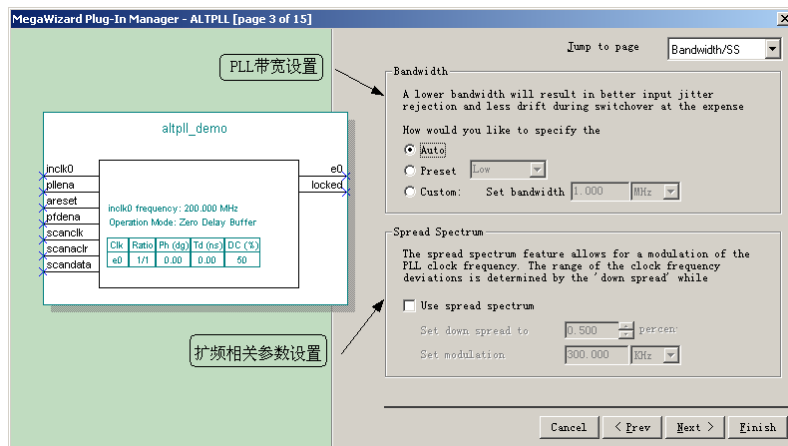 MegaWizard Plug-In Manager - ALTPLL [page 3 of 15]
Jump to page
Bandwidth/SS
PLL带宽设置
Bandwidth
A lower bandwidth will result in better input jitter
rejection and less drift during switchover at the expense
How would you like to specify the
Auto
Preset Low
Custom: Set bandwidth 1.000 MHz
altpll_demo
inclk0
pllena
areset
pfdena
scanclk
scanaclr
scandata
e0
locked
inclk0 frequency: 200.000 MHz
Operation Mode: Zero Delay Buffer
Clk Ratio Ph (dg) Td (ns) DC (%)
e0 1/1 0.00 0.00 50
Spread Spectrum
The spread spectrum feature allows for a modulation of the
PLL clock frequency. The range of the clock frequency
deviations is determined by the 'down spread' while
Use spread spectrum
Set down spread to 0.500 percen
Set modulation 300.000 KHz
扩频相关参数设置
Cancel
< Prev
Next >
Finish